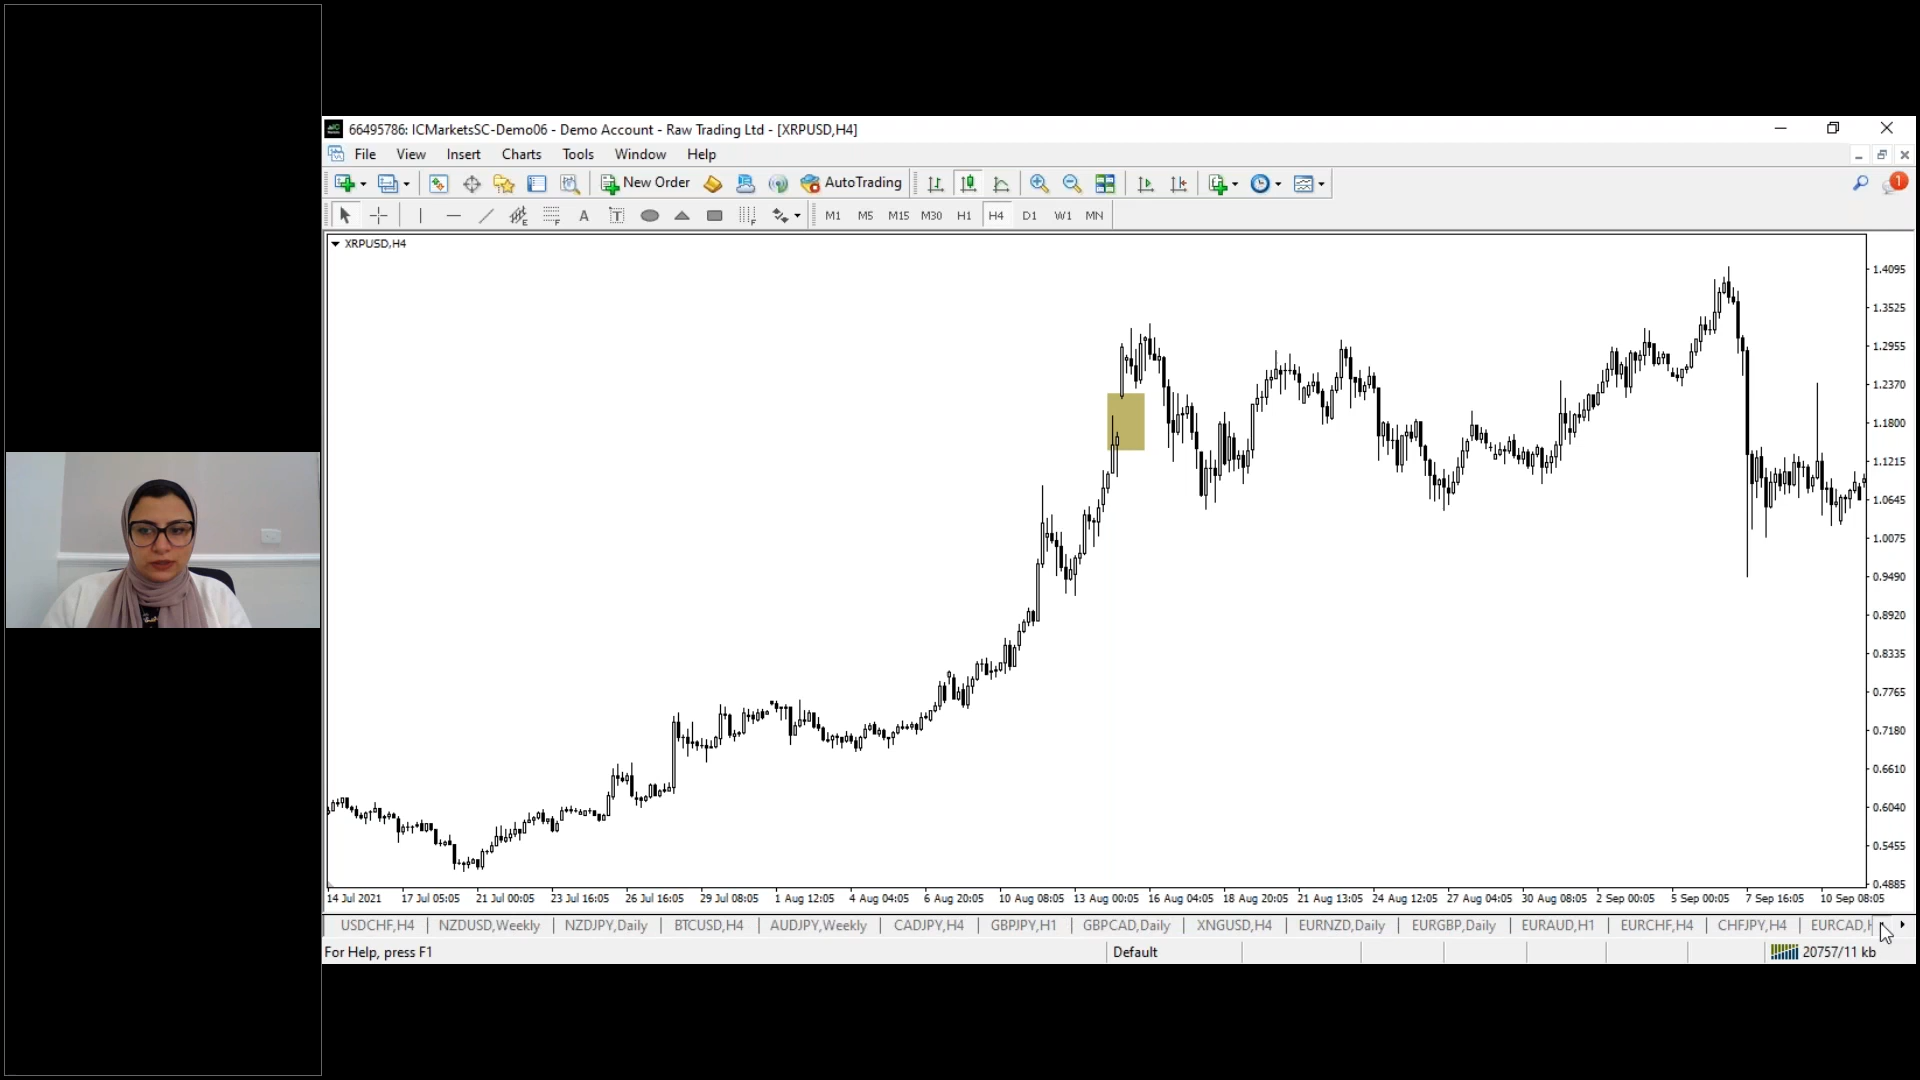 66495786: ICMarketsSC-Demo06 - Demo Account - Raw Trading Ltd - [XRPUSD,H4]
File View Insert Charts Tools Window Help
New Order AutoTrading 1
A T M1 M5 M15 M30 H1 H4 D1 W1 MN
XRPUSD,H4
1.4095
1.3525
1.2955
1.2370
1.1800
1.1215
1.0645
1.0075
0.9490
0.8920
0.8335
0.7765
0.7180
0.6610
0.6040
0.5455
0.4885
14 Jul 2021 17 Jul 05:05 21 Jul 00:05 23 Jul 16:05 26 Jul 16:05 29 Jul 08:05 1 Aug 12:05 4 Aug 04:05 6 Aug 20:05 10 Aug 08:05 13 Aug 00:05 16 Aug 04:05 18 Aug 20:05 21 Aug 13:05 24 Aug 12:05 27 Aug 04:05 30 Aug 08:05 2 Sep 00:05 5 Sep 00:05 7 Sep 16:05 10 Sep 08:05
USDCHF,H4 NZDUSD,Weekly NZDJPY,Daily BTCUSD,H4 AUDJPY,Weekly CADJPY,H4 GBPJPY,H1 GBPCAD,Daily XNGUSD,H4 EURNZD,Daily EURGBP,Daily EURAUD,H1 EURCHF,H4 CHFJPY,H4 EURCAD,H
For Help, press F1 Default 20757/11 kb